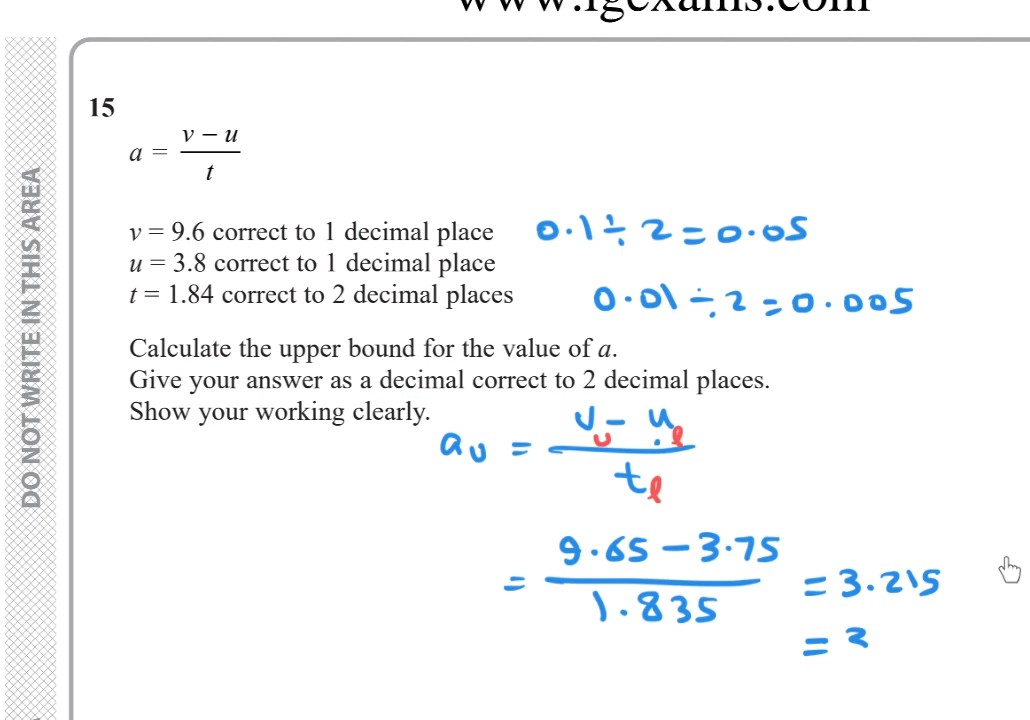 www.igexams.com
15
a = \frac{v - u}{t}
v = 9.6 correct to 1 decimal place 0.1 ÷ 2 = 0.05
u = 3.8 correct to 1 decimal place
t = 1.84 correct to 2 decimal places 0.01 ÷ 2 = 0.005
Calculate the upper bound for the value of a.
Give your answer as a decimal correct to 2 decimal places.
Show your working clearly.
a_U = \frac{v_U - u_l}{t_l}
= \frac{9.65 - 3.75}{1.835} = 3.215
= 3
DO NOT WRITE IN THIS AREA